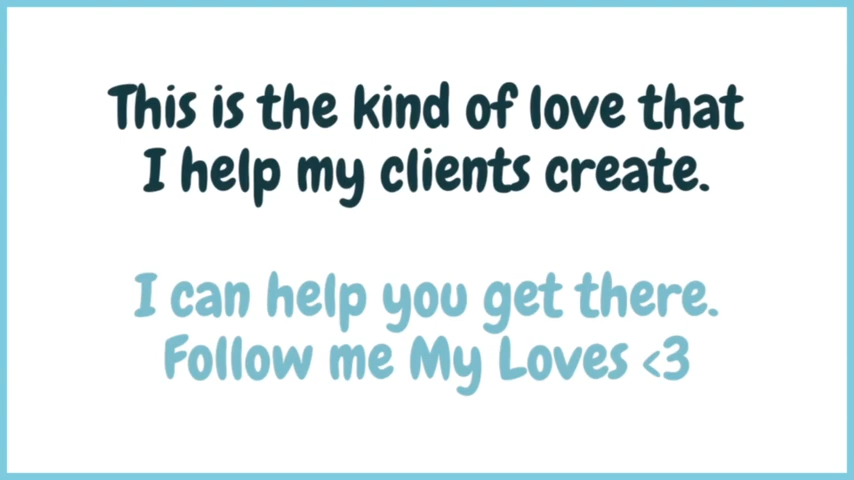 This is the kind of love that
I help my clients create.
I can help you get there.
Follow me My Loves <3